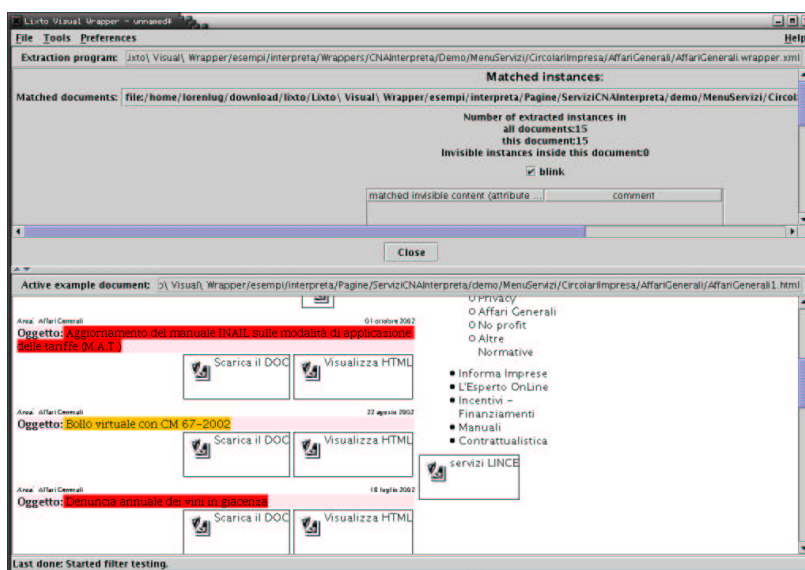 Lixto Visual Wrapper - unnamed*
File Tools Preferences Help
Extraction program: .ixto\ Visual\ Wrapper/esempi/interpreta/Wrappers/CNAInterpreta/Demo/MenuServizi/CircolariImpresa/AffariGenerali/AffariGenerali.wrapper.xml
Matched instances:
Matched documents: file:/home/lorenlug/download/lixto/Lixto\ Visual\ Wrapper/esempi/interpreta/Pagine/ServiziCNAInterpreta/demo/MenuServizi/Circola
Number of extracted instances in
all documents:15
this document:15
Invisible instances inside this document:0
blink
matched invisible content (attribute ... comment
Close
Active example document: o\ Visual\ Wrapper/esempi/interpreta/Pagine/ServiziCNAInterpreta/demo/MenuServizi/CircolariImpresa/AffariGenerali/AffariGenerali1.html
Privacy
Affari Generali
No profit
Altre
Normative
Informa Imprese
L'Esperto OnLine
Incentivi -
Finanziamenti
Manuali
Contrattualistica
servizi LINCE
Area: Affari Generali 01 ottobre 2002
Oggetto: Aggiornamento del manuale INAIL sulle modalità di applicazione
delle tariffe (M.A.T.)
Scarica il DOC Visualizza HTML
Area: Affari Generali 22 agosto 2002
Oggetto: Bollo virtuale con CM 67-2002
Scarica il DOC Visualizza HTML
Area: Affari Generali 18 luglio 2002
Oggetto: Denuncia annuale dei vini in giacenza
Scarica il DOC Visualizza HTML
Last done: Started filter testing.